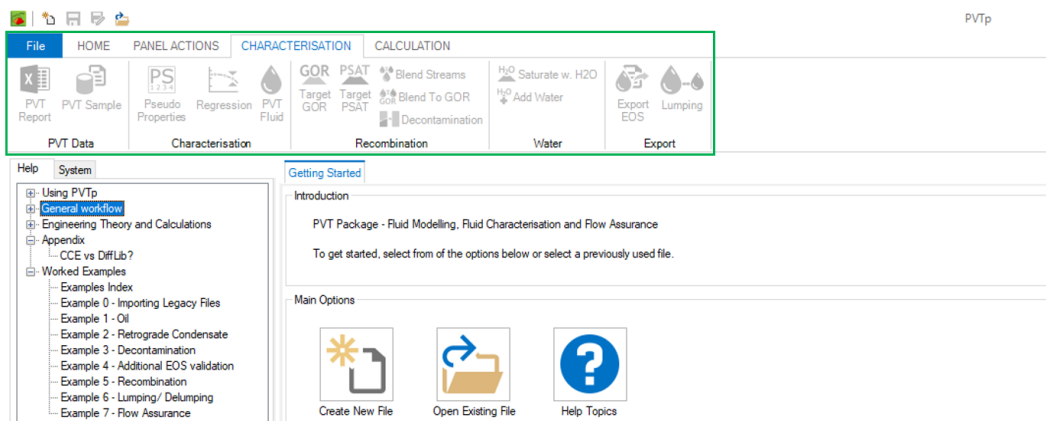 PVTp
File HOME PANEL ACTIONS CHARACTERISATION CALCULATION
PVT Report
PVT Sample
PVT Data
PS
1 2 3 4
Pseudo Properties
Regression
PVT Fluid
Characterisation
GOR
Target GOR
PSAT
Target PSAT
Blend Streams
GOR Blend To GOR
Decontamination
Recombination
H2O Saturate w. H2O
H2O Add Water
Water
Export EOS
Lumping
Export
Help System
Using PVTp
General workflow
Engineering Theory and Calculations
Appendix
CCE vs DiffLib?
Worked Examples
Examples Index
Example 0 - Importing Legacy Files
Example 1 - Oil
Example 2 - Retrograde Condensate
Example 3 - Decontamination
Example 4 - Additional EOS validation
Example 5 - Recombination
Example 6 - Lumping/ Delumping
Example 7 - Flow Assurance
Getting Started
Introduction
PVT Package - Fluid Modelling, Fluid Characterisation and Flow Assurance
To get started, select from of the options below or select a previously used file.
Main Options
Create New File
Open Existing File
Help Topics